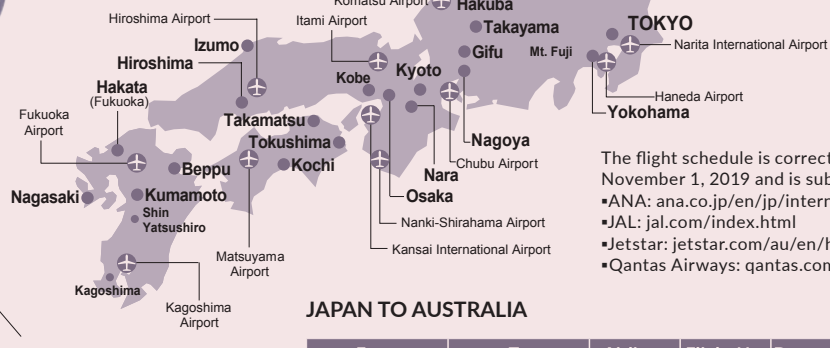 Komatsu Airport
Hakuba
Hiroshima Airport
Itami Airport
Takayama
TOKYO
Izumo
Gifu
Mt. Fuji
Narita International Airport
Hiroshima
Kobe
Kyoto
Hakata
(Fukuoka)
Haneda Airport
Yokohama
Fukuoka
Airport
Takamatsu
Tokushima
Nagoya
Kochi
Chubu Airport
Beppu
Nara
Nagasaki
Kumamoto
Osaka
Shin
Yatsushiro
Nanki-Shirahama Airport
Kansai International Airport
Matsuyama
Airport
Kagoshima
Kagoshima
Airport
The flight schedule is correct
November 1, 2019 and is sub
▪ANA: ana.co.jp/en/jp/intern
▪JAL: jal.com/index.html
▪Jetstar: jetstar.com/au/en/h
▪Qantas Airways: qantas.con
JAPAN TO AUSTRALIA